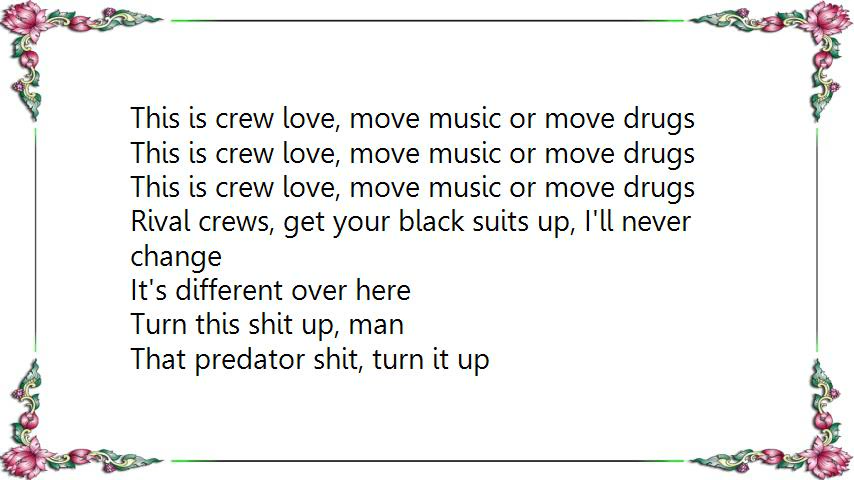 This is crew love, move music or move drugs
This is crew love, move music or move drugs
This is crew love, move music or move drugs
Rival crews, get your black suits up, I'll never
change
It's different over here
Turn this shit up, man
That predator shit, turn it up